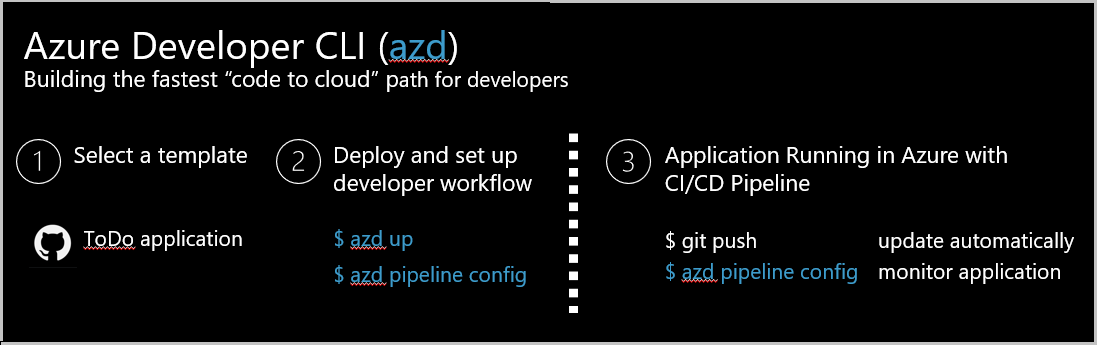 Azure Developer CLI (azd)
Building the fastest “code to cloud” path for developers
1 Select a template
ToDo application
2 Deploy and set up
developer workflow
$ azd up
$ azd pipeline config
3 Application Running in Azure with
CI/CD Pipeline
$ git push update automatically
$ azd pipeline config monitor application